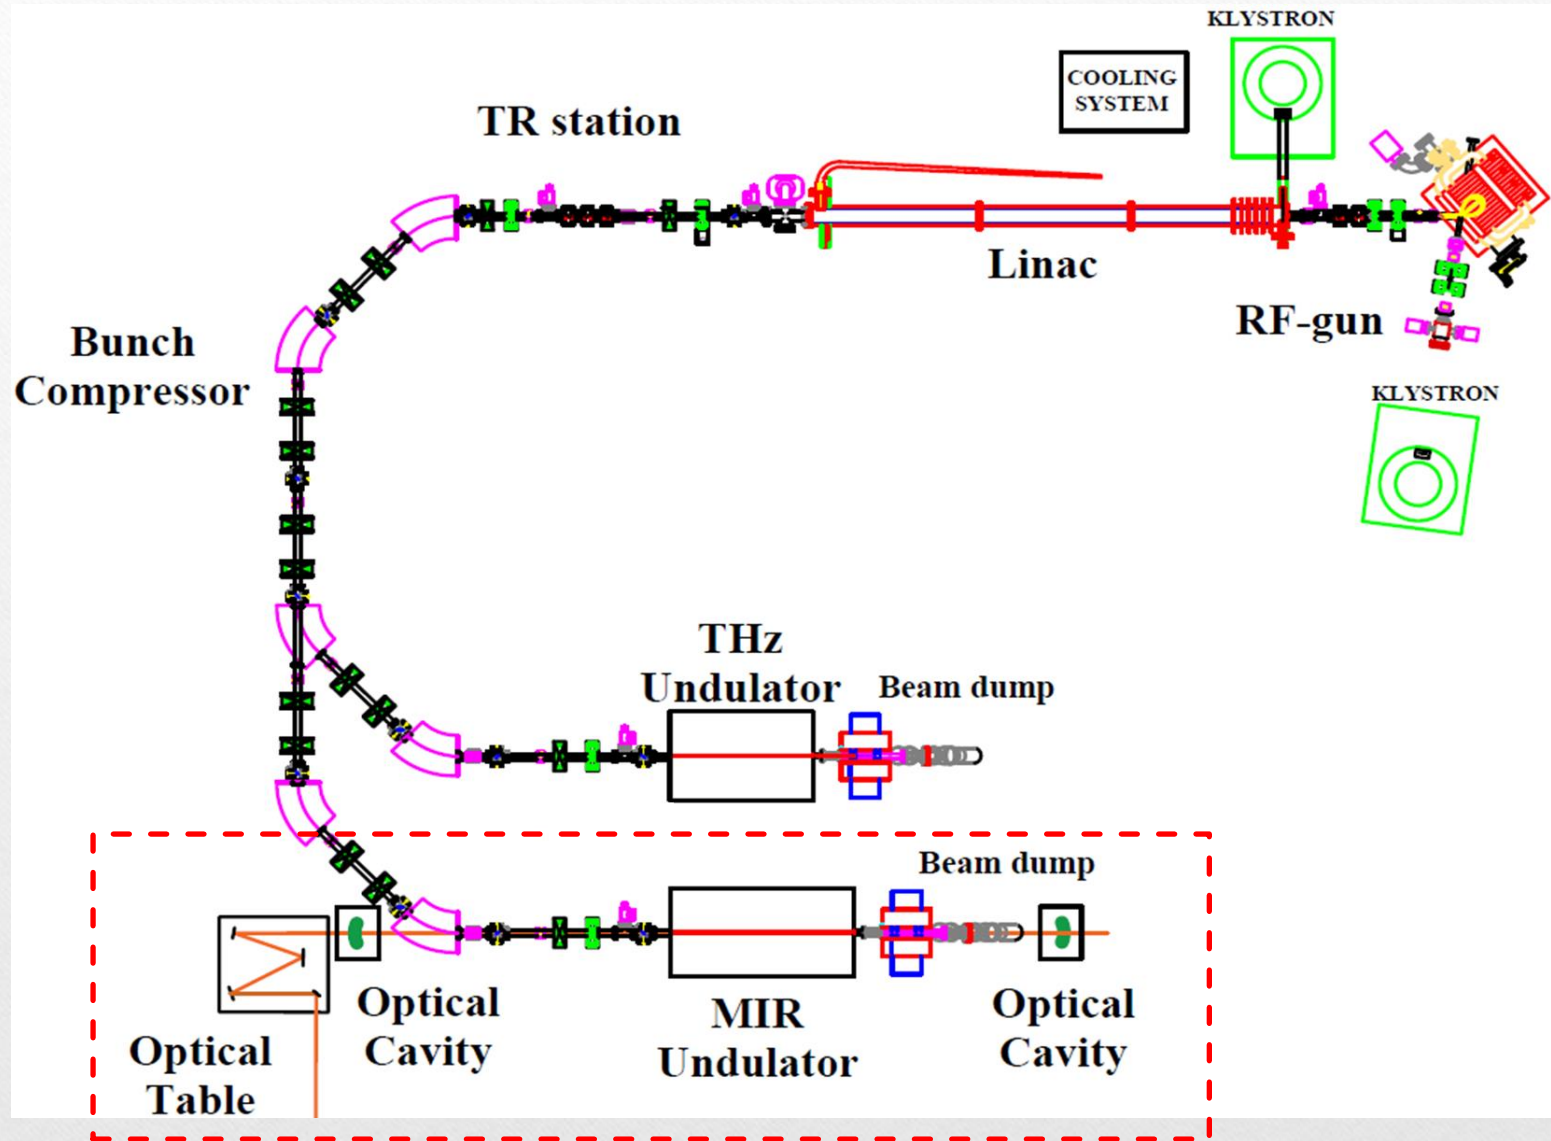 KLYSTRON
COOLING
SYSTEM
TR station
Linac
RF-gun
Bunch
Compressor
KLYSTRON
THz
Undulator
Beam dump
Beam dump
Optical
Cavity
MIR
Undulator
Optical
Cavity
Optical
Table